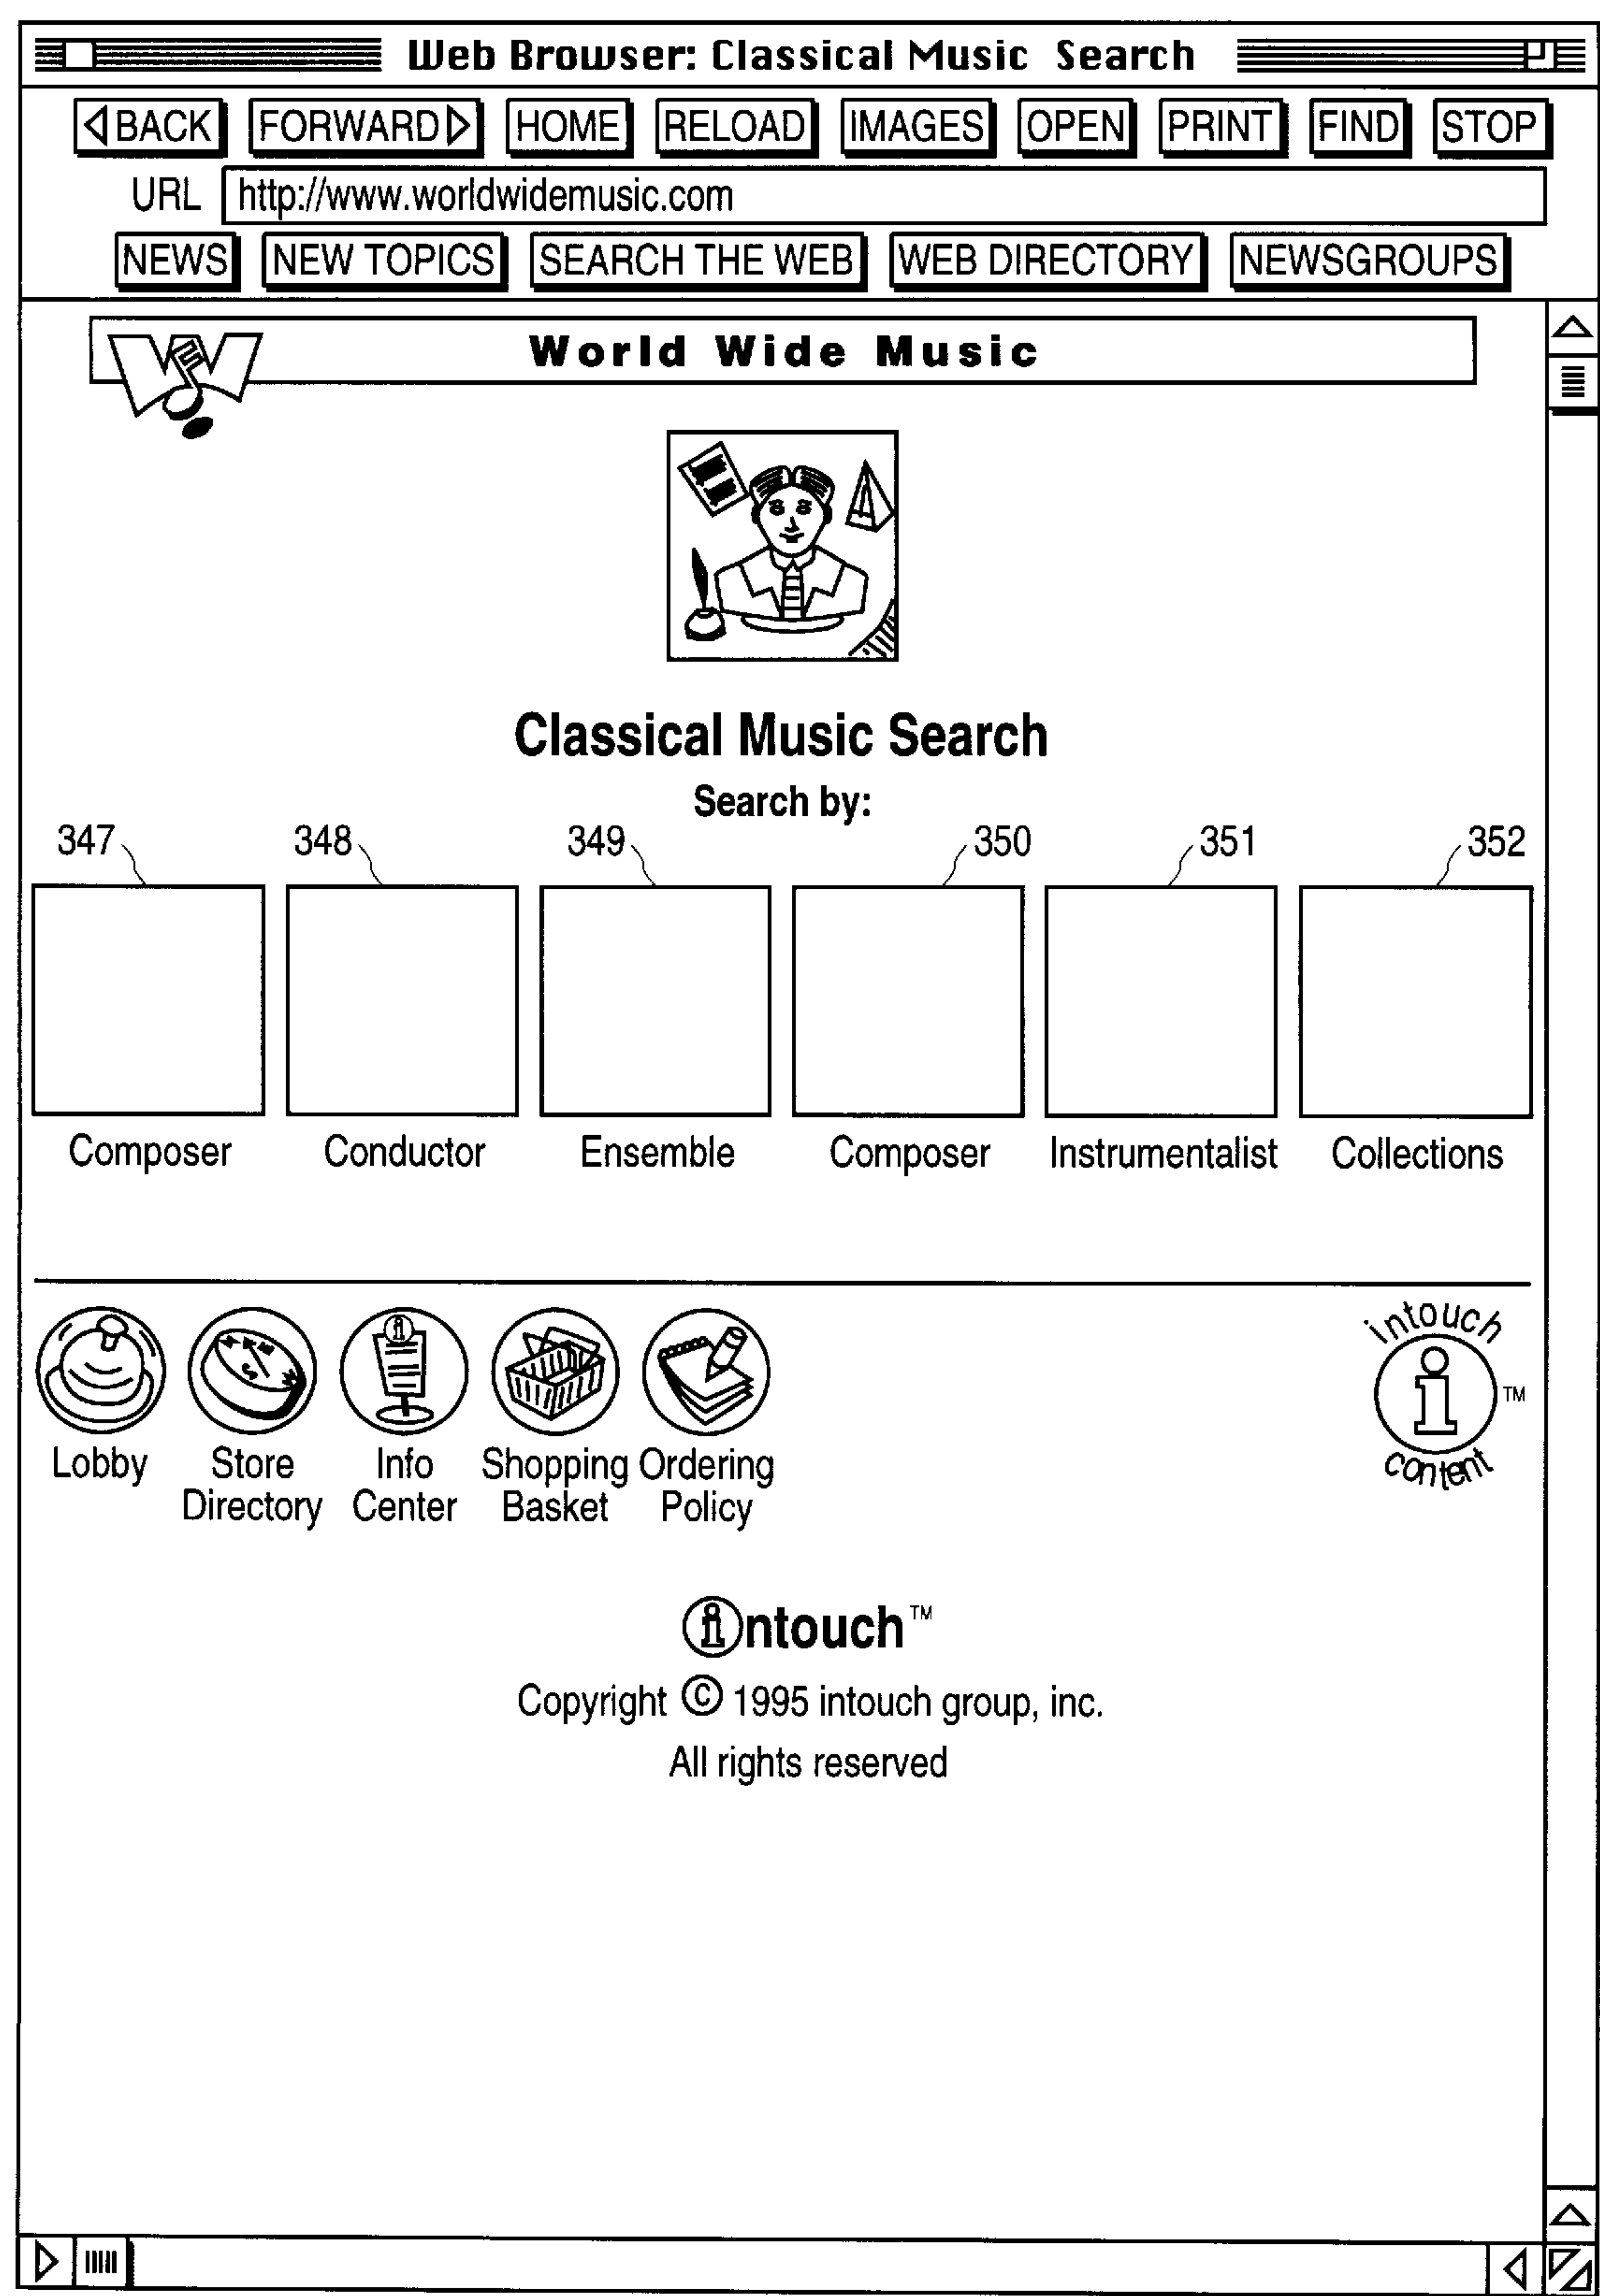 Web Browser: Classical Music Search
BACK FORWARD HOME RELOAD IMAGES OPEN PRINT FIND STOP
URL http://www.worldwidemusic.com
NEWS NEW TOPICS SEARCH THE WEB WEB DIRECTORY NEWSGROUPS
World Wide Music
Classical Music Search
Search by:
347 348 349 350 351 352
Composer Conductor Ensemble Composer Instrumentalist Collections
intouch
i TM
content
Lobby Store Info Shopping Ordering
Directory Center Basket Policy
intouch™
Copyright © 1995 intouch group, inc.
All rights reserved